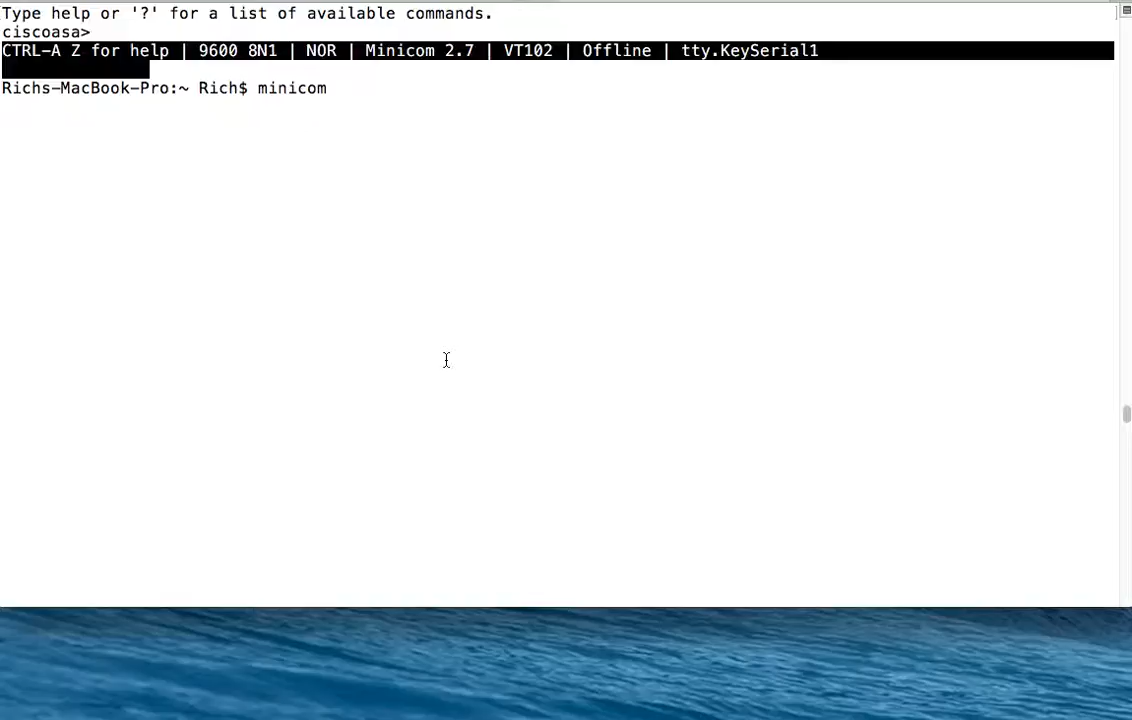 Type help or '?' for a list of available commands.
ciscoasa>
CTRL-A Z for help | 9600 8N1 | NOR | Minicom 2.7 | VT102 | Offline | tty.KeySerial1
Richs-MacBook-Pro:~ Rich$ minicom